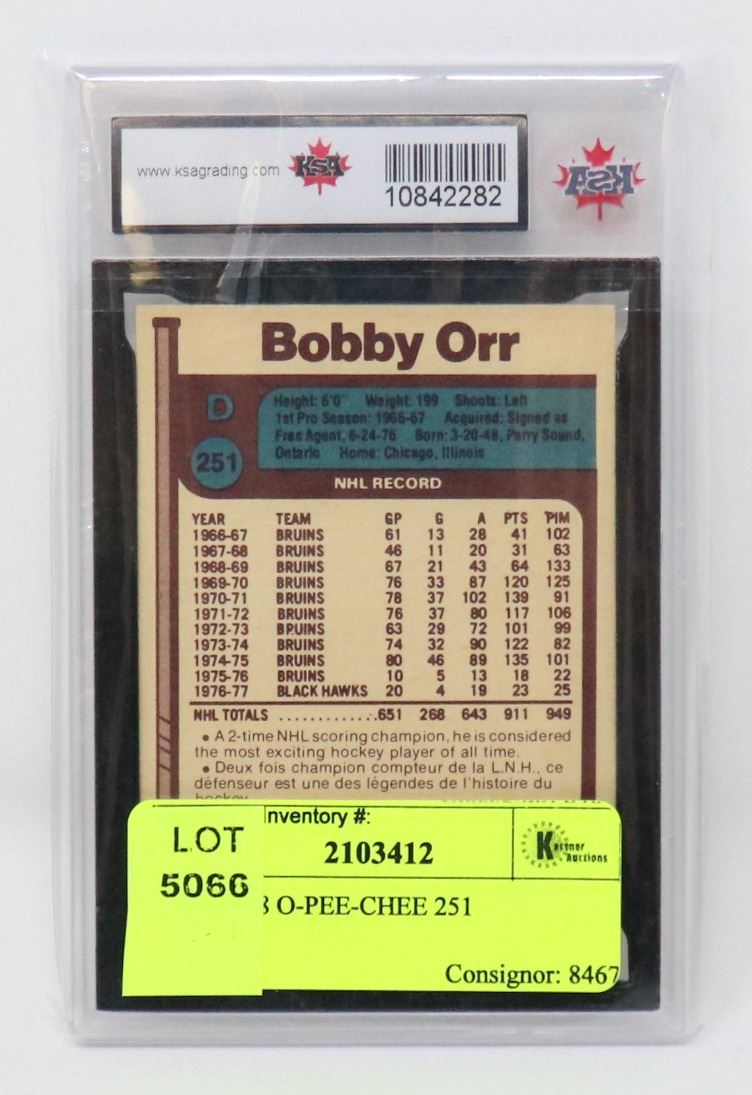 www.ksagrading.com KSA
10842282
KSA
Bobby Orr
D
251
Height: 6'0" Weight: 199 Shoots: Left
1st Pro Season: 1966-67 Acquired: Signed as
Free Agent, 6-24-76 Born: 3-20-48, Parry Sound,
Ontario Home: Chicago, Illinois
NHL RECORD
YEAR TEAM GP G A PTS PIM
1966-67 BRUINS 61 13 28 41 102
1967-68 BRUINS 46 11 20 31 63
1968-69 BRUINS 67 21 43 64 133
1969-70 BRUINS 76 33 87 120 125
1970-71 BRUINS 78 37 102 139 91
1971-72 BRUINS 76 37 80 117 106
1972-73 BRUINS 63 29 72 101 99
1973-74 BRUINS 74 32 90 122 82
1974-75 BRUINS 80 46 89 135 101
1975-76 BRUINS 10 5 13 18 22
1976-77 BLACK HAWKS 20 4 19 23 25
NHL TOTALS .............651 268 643 911 949
• A 2-time NHL scoring champion, he is considered
the most exciting hockey player of all time.
• Deux fois champion compteur de la L.N.H., ce
défenseur est une des légendes de l'histoire du
hockey.
LOT
5066
nventory #:
2103412
Kastner
Auctions
8 O-PEE-CHEE 251
Consignor: 8467